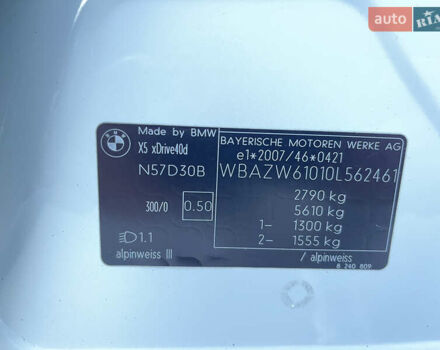 auto
RIA
BMW
Made by BMW
X5 xDrive40d
N57D30B
300/0 0.50
1.1
alpinweiss III
BAYERISCHE MOTOREN WERKE AG
e1*2007/46*0421
WBAZW61010L562461
2790 kg
5610 kg
1- 1300 kg
2- 1555 kg
/ alpinweiss
8 240 809